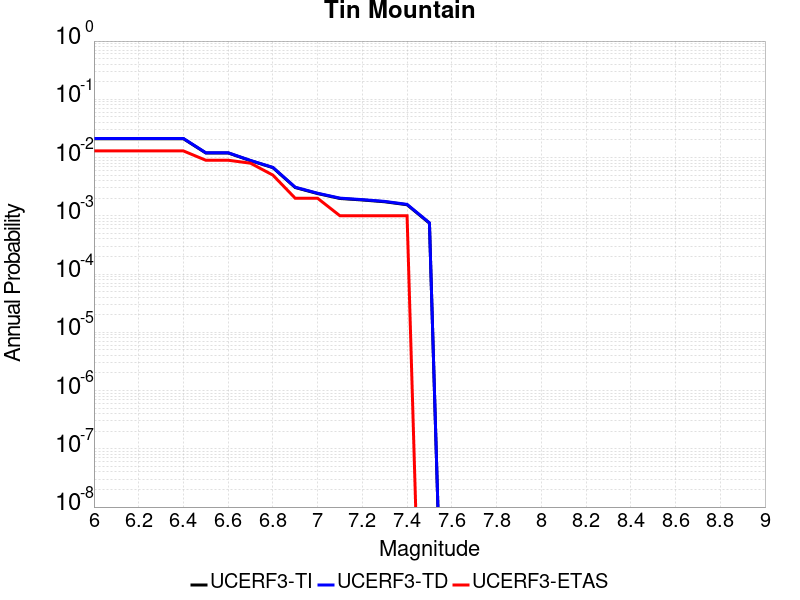 Tin Mountain
10^0
10^-1
10^-2
10^-3
10^-4
10^-5
10^-6
10^-7
10^-8
Annual Probability
6 6.2 6.4 6.6 6.8 7 7.2 7.4 7.6 7.8 8 8.2 8.4 8.6 8.8 9
Magnitude
UCERF3-TI UCERF3-TD UCERF3-ETAS